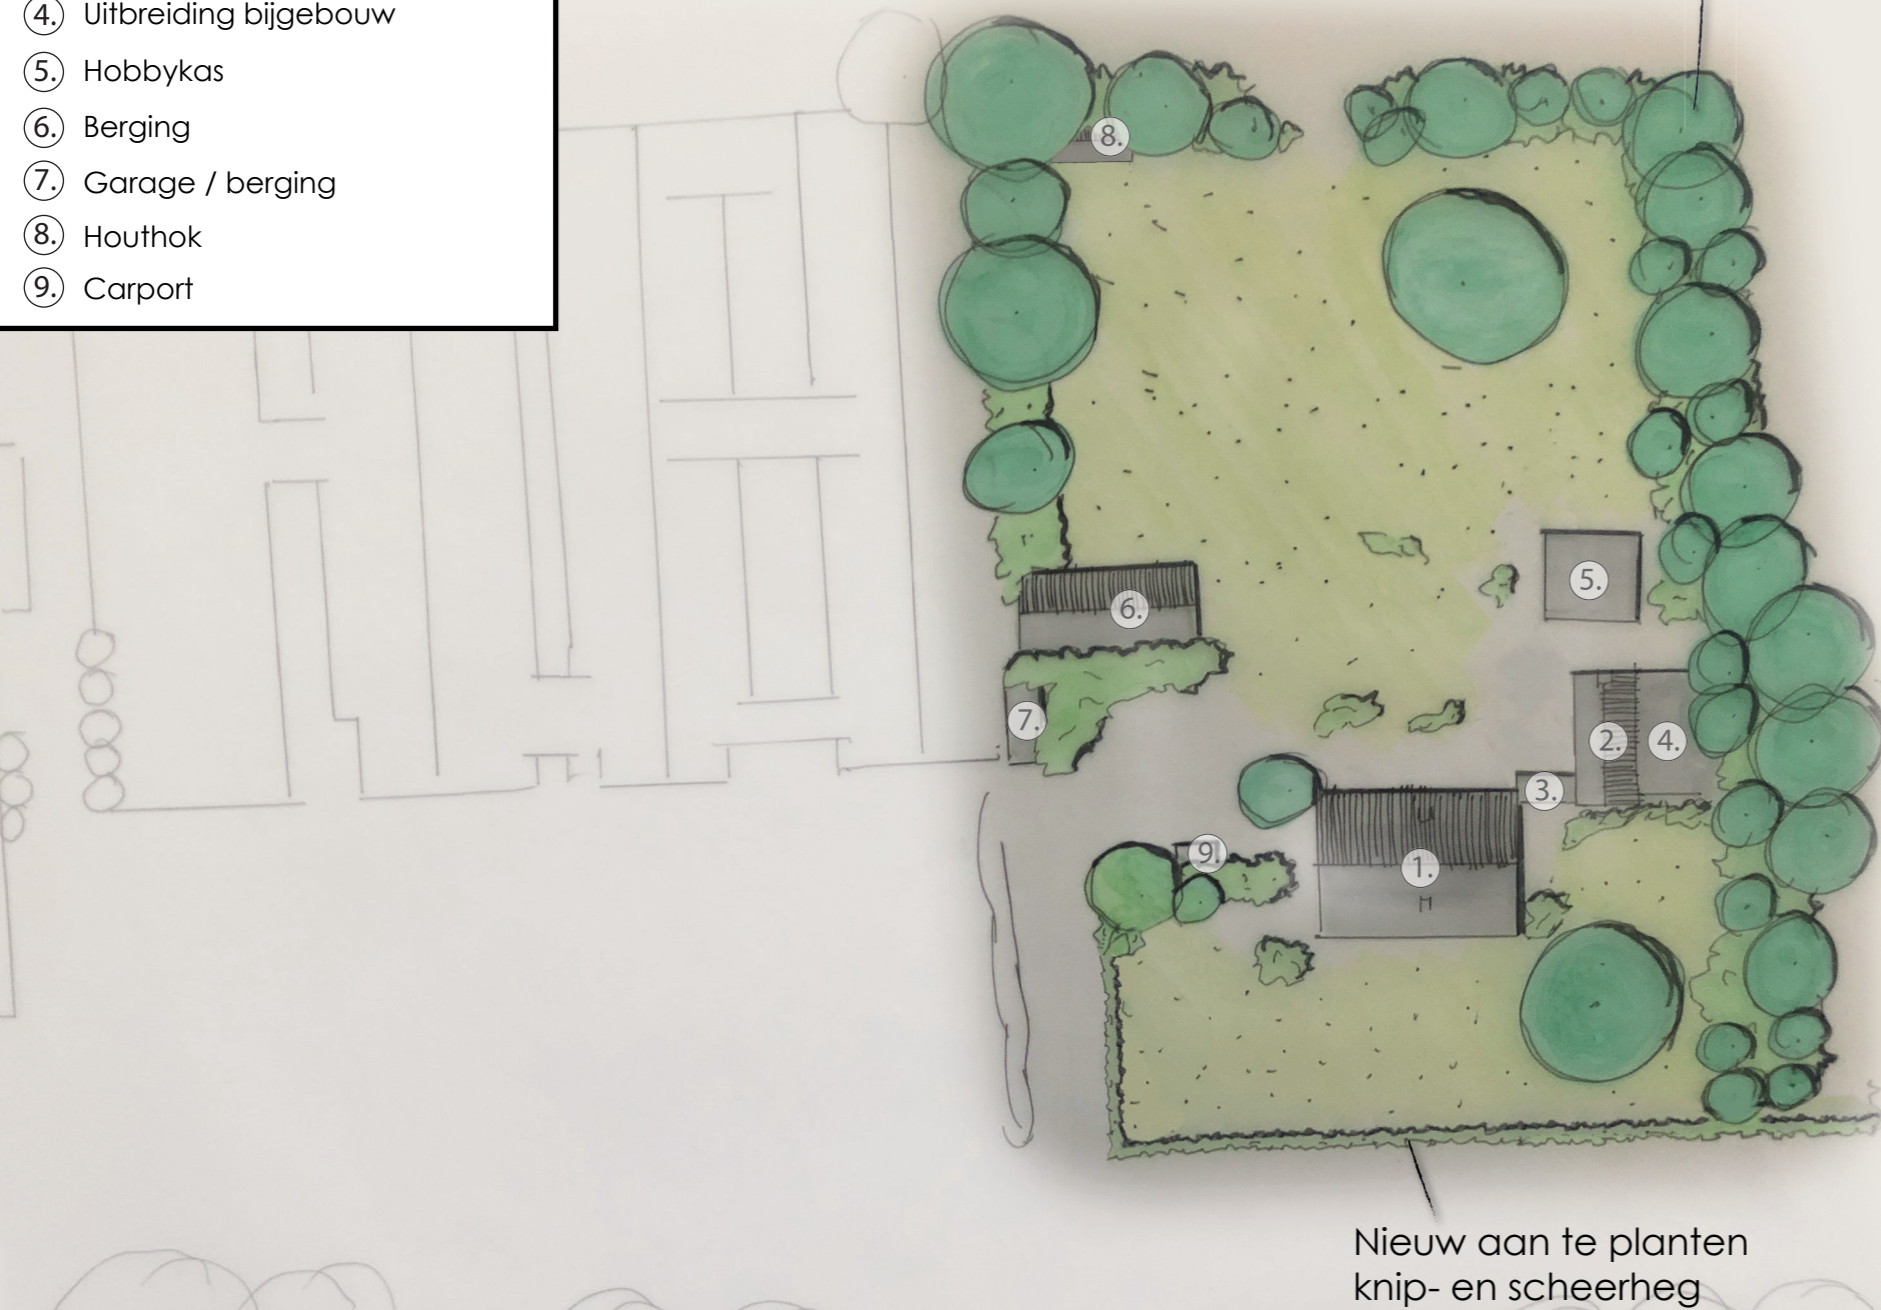 4. Uitbreiding bijgebouw
5. Hobbykas
6. Berging
7. Garage / berging
8. Houthok
9. Carport
8.
5.
6.
7.
2. 4.
3.
9.
1.
Nieuw aan te planten
knip- en scheerheg